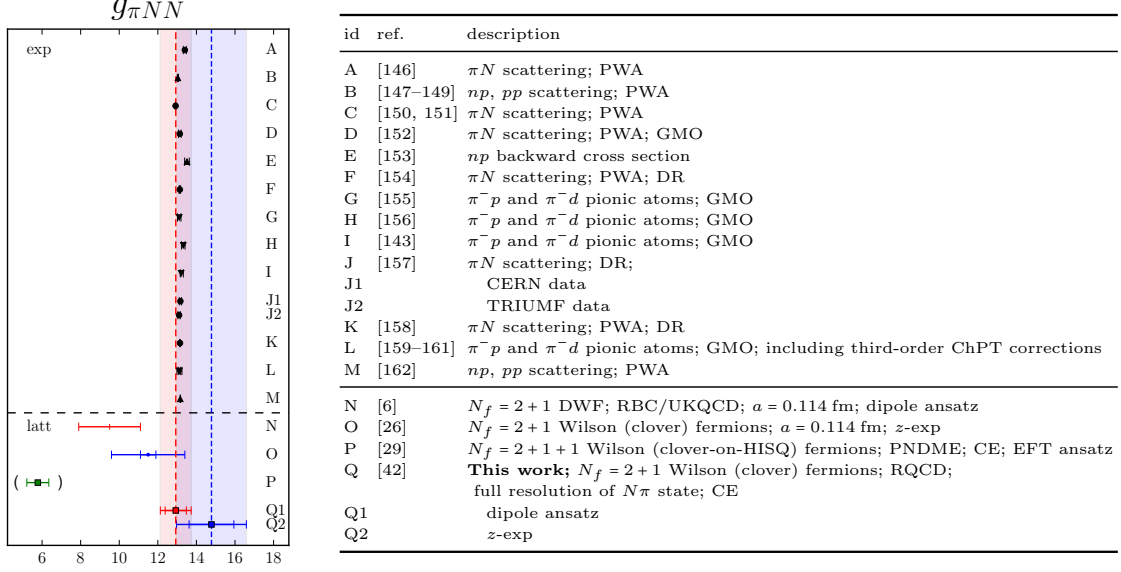 g_{πNN}
exp
A
B
C
D
E
F
G
H
I
J1
J2
K
L
M
latt
N
O
( ) P
Q1
Q2
6 8 10 12 14 16 18
id ref. description
A [146] πN scattering; PWA
B [147–149] np, pp scattering; PWA
C [150, 151] πN scattering; PWA
D [152] πN scattering, PWA; GMO
E [153] np backward cross section
F [154] πN scattering; PWA; DR
G [155] π⁻p and π⁻d pionic atoms; GMO
H [156] π⁻p and π⁻d pionic atoms; GMO
I [143] π⁻p and π⁻d pionic atoms; GMO
J [157] πN scattering; DR;
J1 CERN data
J2 TRIUMF data
K [158] πN scattering; PWA; DR
L [159–161] π⁻p and π⁻d pionic atoms; GMO; including third-order ChPT corrections
M [162] np, pp scattering; PWA
N [6] N_f = 2 + 1 DWF; RBC/UKQCD; a = 0.114 fm; dipole ansatz
O [26] N_f = 2 + 1 Wilson (clover) fermions; a = 0.114 fm; z-exp
P [29] N_f = 2 + 1 + 1 Wilson (clover-on-HISQ) fermions; PNDME; CE; EFT ansatz
Q [42] This work; N_f = 2 + 1 Wilson (clover) fermions; RQCD;
full resolution of Nπ state; CE
Q1 dipole ansatz
Q2 z-exp